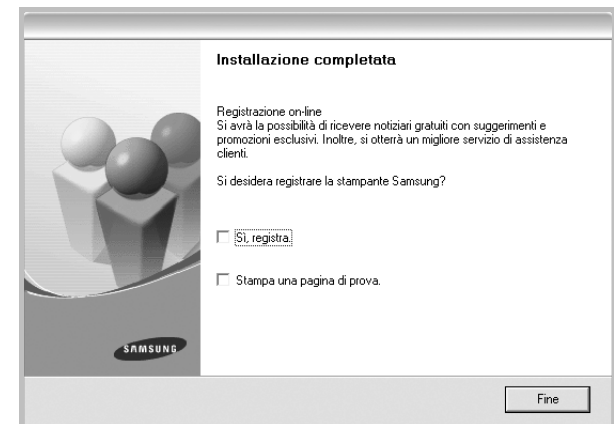 Installazione completata
Registrazione on-line
Si avrà la possibilità di ricevere notiziari gratuiti con suggerimenti e
promozioni esclusivi. Inoltre, si otterrà un migliore servizio di assistenza
clienti.
Si desidera registrare la stampante Samsung?
Sì, registra.
Stampa una pagina di prova.
SAMSUNG
Fine